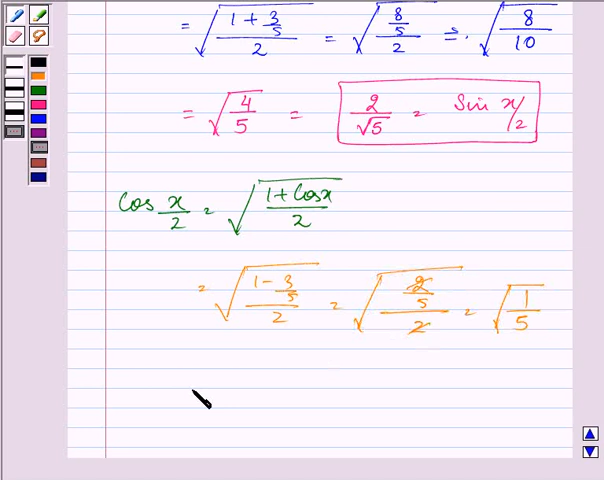 = √((1 + 3/5)/2) = √((8/5)/2) = √(8/10)
= √(4/5) = 2/√5 = Sin x/2
Cos x/2 = √((1 + Cosx)/2)
= √((1 - 3/5)/2) = √((2/5)/2) = √(1/5)